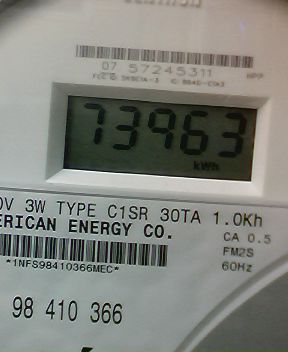 07 57245311
73963
kWh
0V 3W TYPE C1SR 30TA 1.0Kh
ERICAN ENERGY CO.
CA 0.5
FM2S
60Hz
*1NFS98410366MEC*
98 410 366